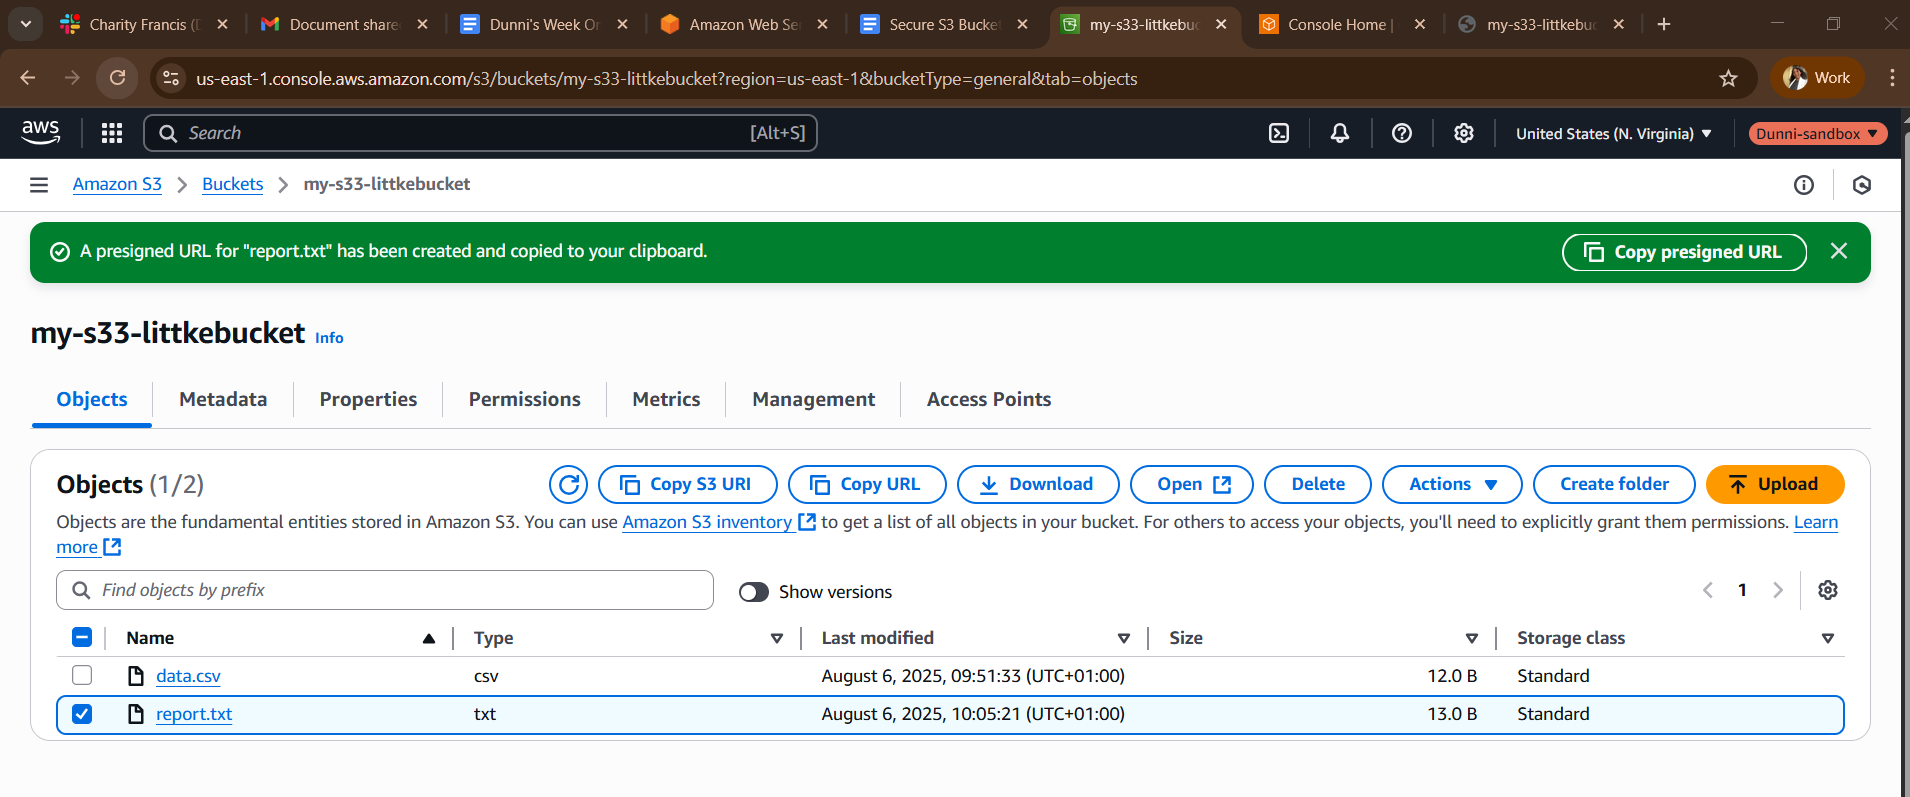 Charity Francis (D
Document share
Dunni's Week On
Amazon Web Se
Secure S3 Bucke
my-s33-littkebu
Console Home |
my-s33-littkebu
us-east-1.console.aws.amazon.com/s3/buckets/my-s33-littkebucket?region=us-east-1&bucketType=general&tab=objects
Work
aws
Search
[Alt+S]
United States (N. Virginia)
Dunni-sandbox
Amazon S3
Buckets
my-s33-littkebucket
A presigned URL for "report.txt" has been created and copied to your clipboard.
Copy presigned URL
my-s33-littkebucket Info
Objects
Metadata
Properties
Permissions
Metrics
Management
Access Points
Objects (1/2)
Copy S3 URI
Copy URL
Download
Open
Delete
Actions
Create folder
Upload
Objects are the fundamental entities stored in Amazon S3. You can use Amazon S3 inventory to get a list of all objects in your bucket. For others to access your objects, you'll need to explicitly grant them permissions. Learn
more
Find objects by prefix
Show versions
1
Name Type Last modified Size Storage class
data.csv csv August 6, 2025, 09:51:33 (UTC+01:00) 12.0 B Standard
report.txt txt August 6, 2025, 10:05:21 (UTC+01:00) 13.0 B Standard